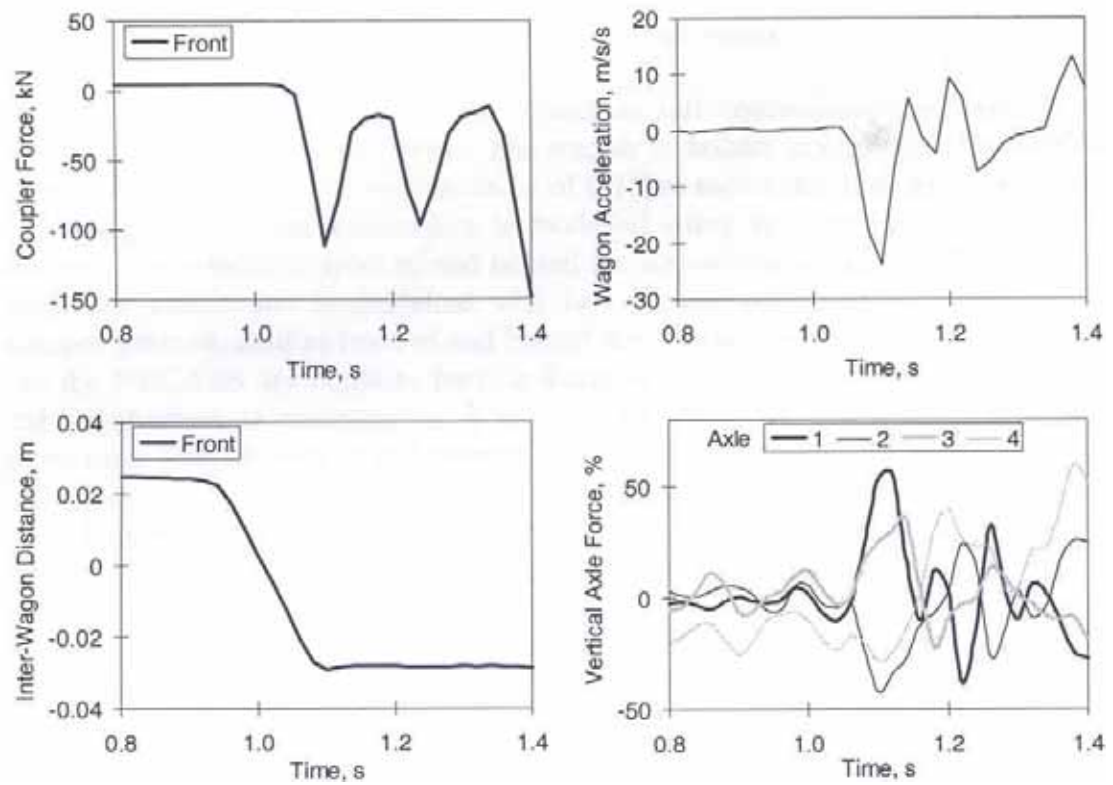 Front
Coupler Force, kN
50
0
-50
-100
-150
0.8 1.0 1.2 1.4
Time, s
Wagon Acceleration, m/s/s
20
10
0
-10
-20
-30
0.8 1.0 1.2 1.4
Time, s
Front
Inter-Wagon Distance, m
0.04
0.02
0
-0.02
-0.04
0.8 1.0 1.2 1.4
Time, s
Axle 1 2 3 4
Vertical Axle Force, %
50
0
-50
0.8 1.0 1.2 1.4
Time, s